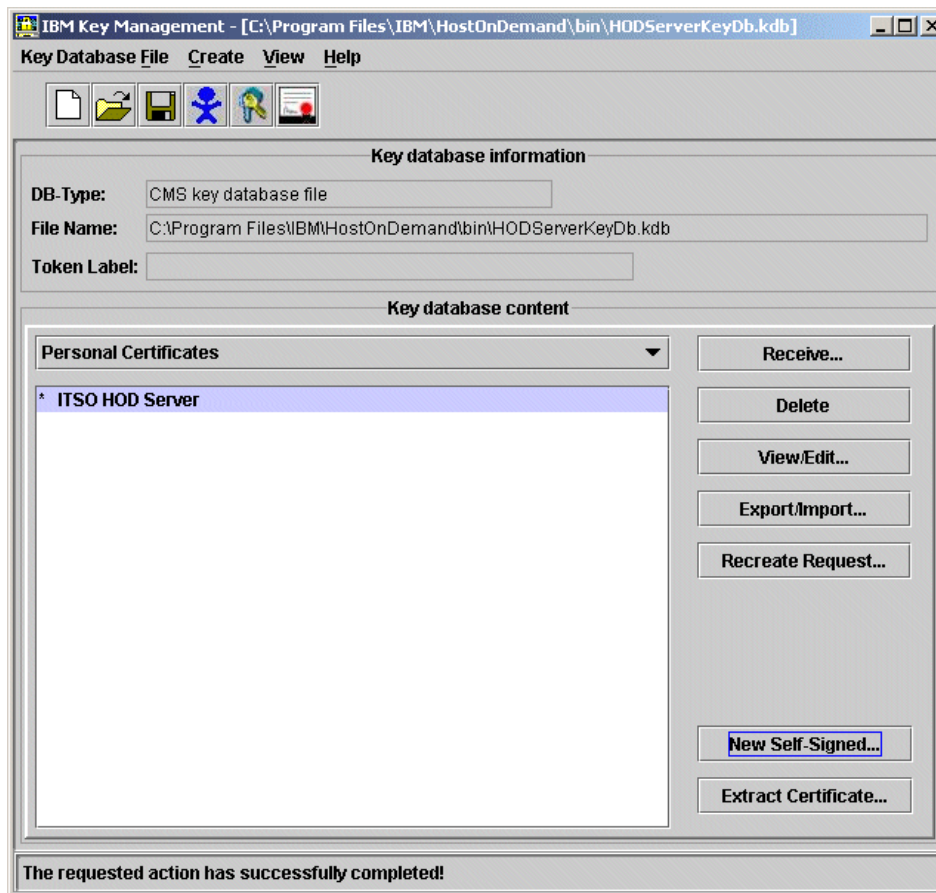 IBM Key Management - [C:\Program Files\IBM\HostOnDemand\bin\HODServerKeyDb.kdb]
Key Database File Create View Help
Key database information
DB-Type: CMS key database file
File Name: C:\Program Files\IBM\HostOnDemand\bin\HODServerKeyDb.kdb
Token Label:
Key database content
Personal Certificates
Receive...
* ITSO HOD Server
Delete
View/Edit...
Export/Import...
Recreate Request...
New Self-Signed...
Extract Certificate...
The requested action has successfully completed!